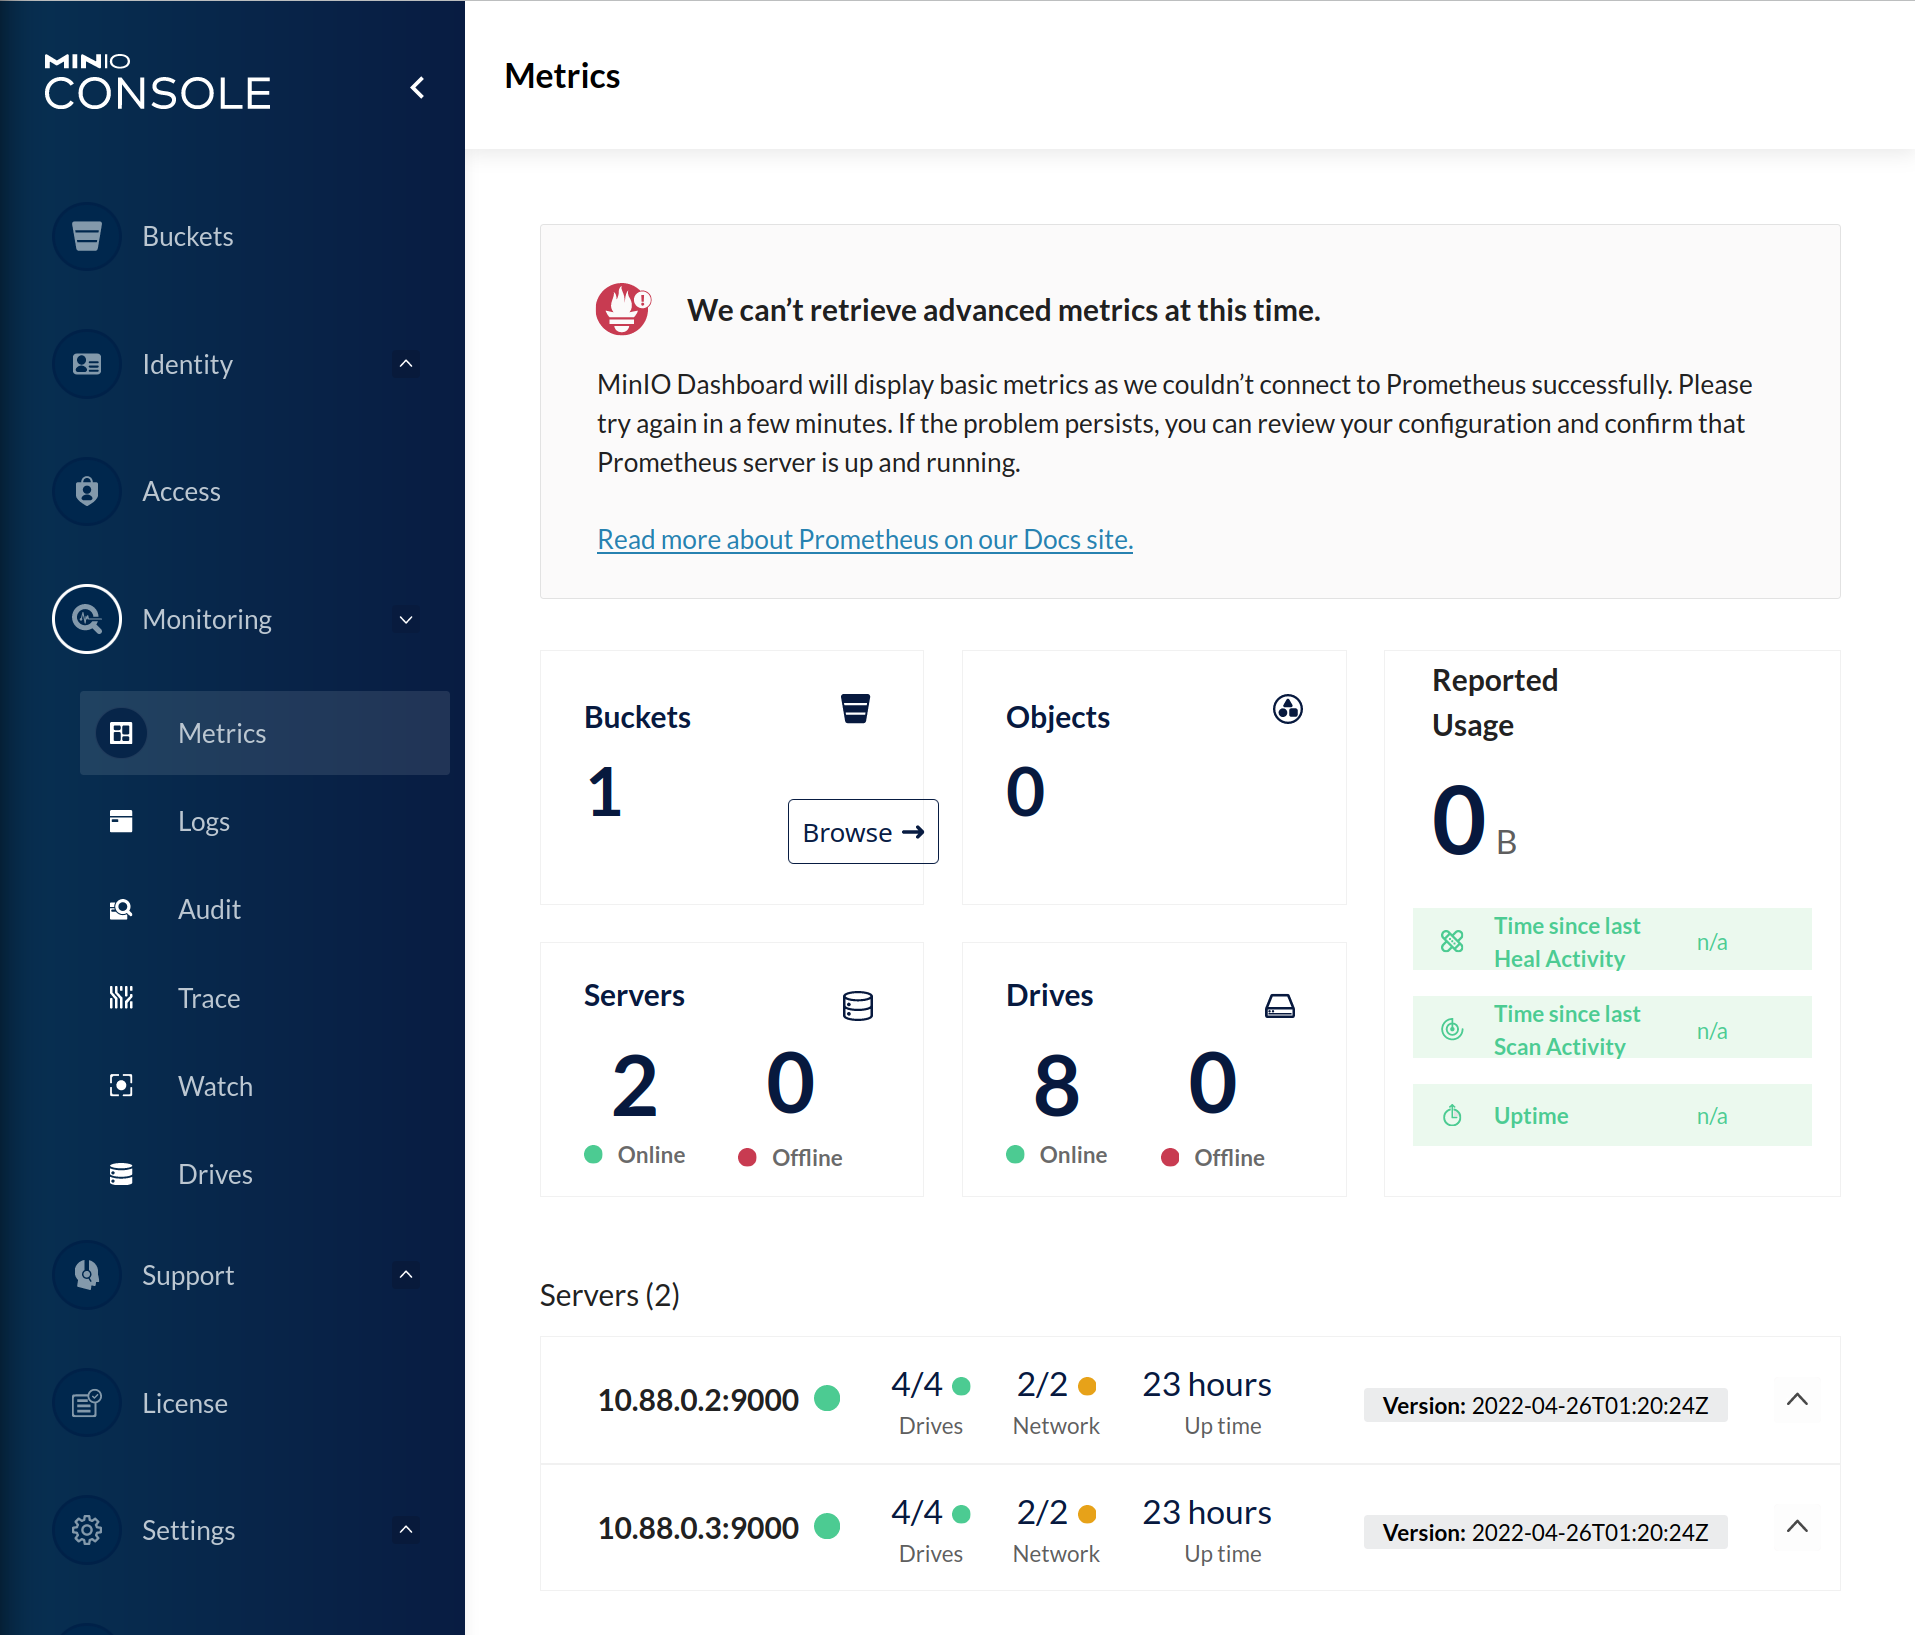 MINIO
CONSOLE
Buckets
Identity
Access
Monitoring
Metrics
Logs
Audit
Trace
Watch
Drives
Support
License
Settings
Metrics
We can’t retrieve advanced metrics at this time.
MinIO Dashboard will display basic metrics as we couldn’t connect to Prometheus successfully. Please
try again in a few minutes. If the problem persists, you can review your configuration and confirm that
Prometheus server is up and running.
Read more about Prometheus on our Docs site.
Buckets
1
Browse
Objects
0
Servers
2 0
Online Offline
Drives
8 0
Online Offline
Reported
Usage
0 B
Time since last
Heal Activity
n/a
Time since last
Scan Activity
n/a
Uptime n/a
Servers (2)
10.88.0.2:9000
4/4
Drives
2/2
Network
23 hours
Up time
Version: 2022-04-26T01:20:24Z
10.88.0.3:9000
4/4
Drives
2/2
Network
23 hours
Up time
Version: 2022-04-26T01:20:24Z